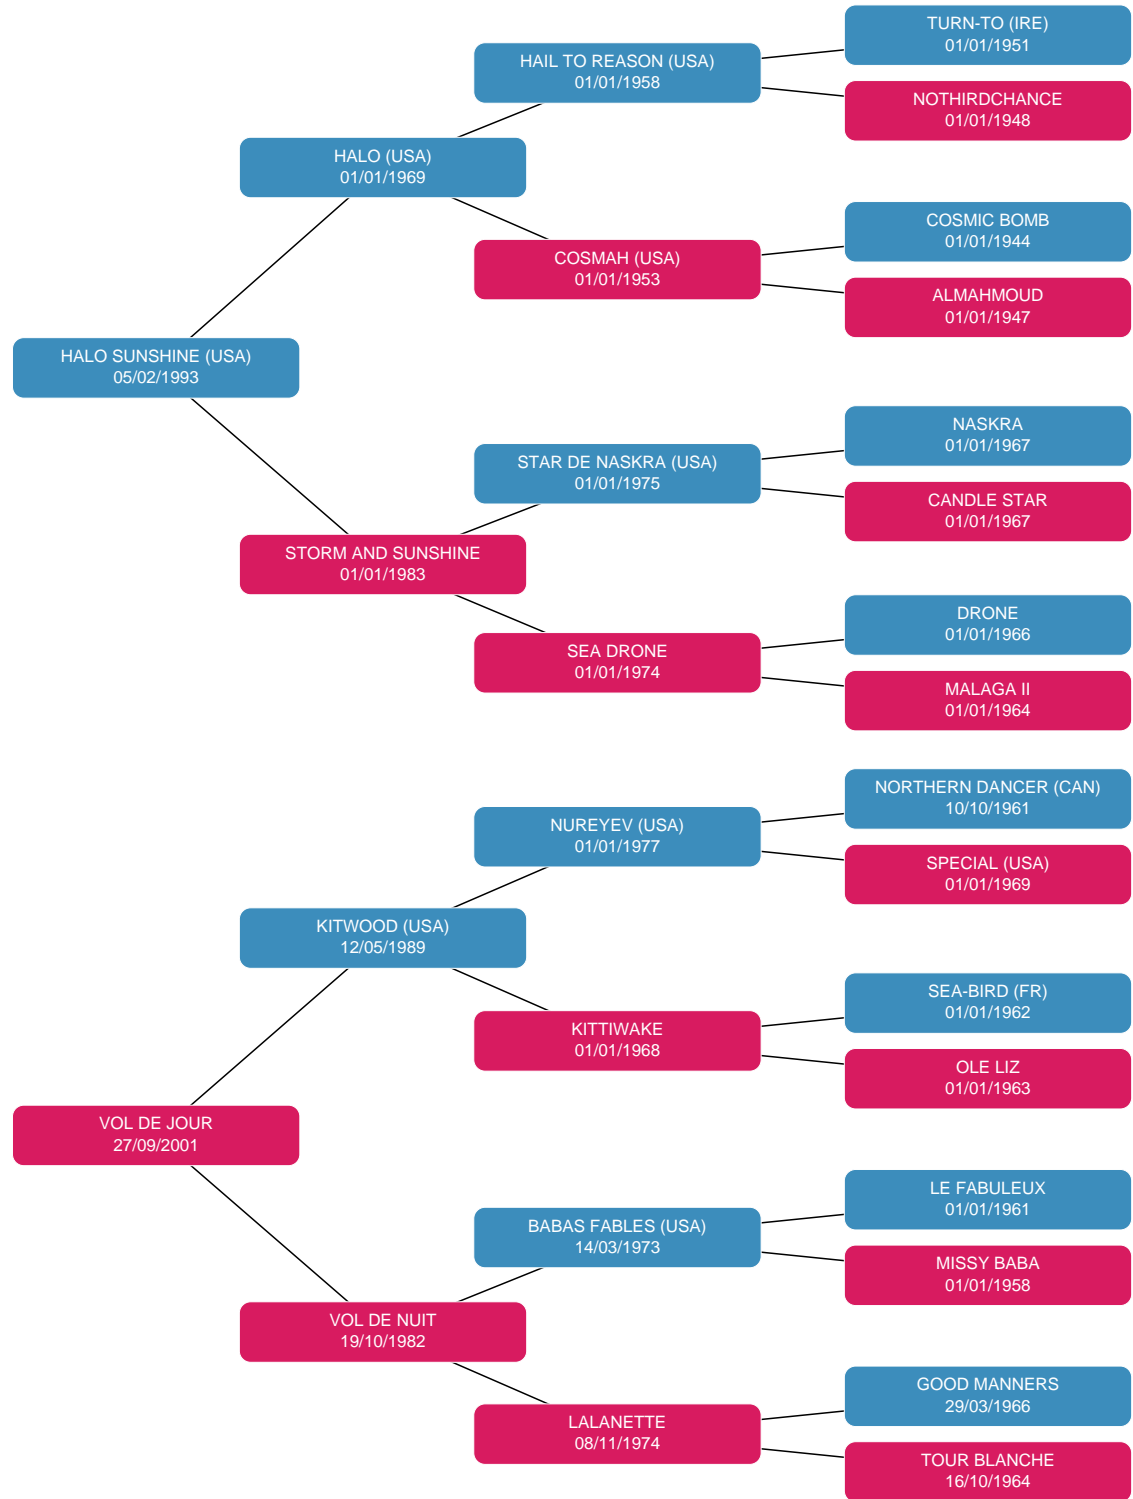 TURN-TO (IRE)
01/01/1951
HAIL TO REASON (USA)
01/01/1958
NOTHIRDCHANCE
01/01/1948
HALO (USA)
01/01/1969
COSMIC BOMB
01/01/1944
COSMAH (USA)
01/01/1953
ALMAHMOUD
01/01/1947
HALO SUNSHINE (USA)
05/02/1993
NASKRA
01/01/1967
STAR DE NASKRA (USA)
01/01/1975
CANDLE STAR
01/01/1967
STORM AND SUNSHINE
01/01/1983
DRONE
01/01/1966
SEA DRONE
01/01/1974
MALAGA II
01/01/1964
NORTHERN DANCER (CAN)
10/10/1961
NUREYEV (USA)
01/01/1977
SPECIAL (USA)
01/01/1969
KITWOOD (USA)
12/05/1989
SEA-BIRD (FR)
01/01/1962
KITTIWAKE
01/01/1968
OLE LIZ
01/01/1963
VOL DE JOUR
27/09/2001
LE FABULEUX
01/01/1961
BABAS FABLES (USA)
14/03/1973
MISSY BABA
01/01/1958
VOL DE NUIT
19/10/1982
GOOD MANNERS
29/03/1966
LALANETTE
08/11/1974
TOUR BLANCHE
16/10/1964